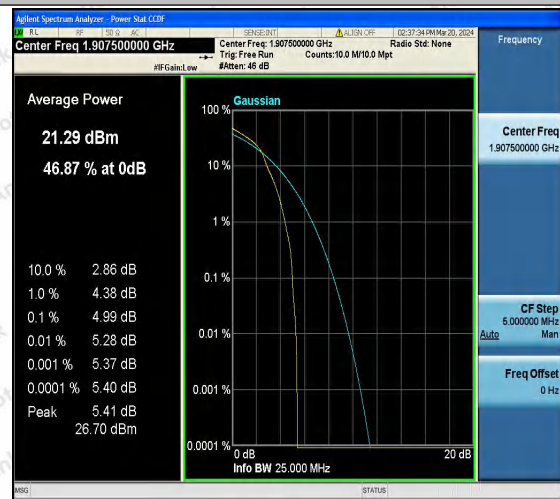 Agilent Spectrum Analyzer - Power Stat CCDF
RL RF 50 Ω AC SENSE:INT ALIGN OFF 02:37:34 PM Mar 20, 2024
Center Freq 1.907500000 GHz
Center Freq: 1.907500000 GHz Radio Std: None
Trig: Free Run Counts:10.0 M/10.0 Mpt
#IFGain:Low #Atten: 46 dB
Frequency
Average Power
21.29 dBm
46.87 % at 0dB
10.0 % 2.86 dB
1.0 % 4.38 dB
0.1 % 4.99 dB
0.01 % 5.28 dB
0.001 % 5.37 dB
0.0001 % 5.40 dB
Peak 5.41 dB
26.70 dBm
Gaussian
100 %
10 %
1 %
0.1 %
0.01 %
0.001 %
0.0001 %
0 dB 20 dB
Info BW 25.000 MHz
Center Freq
1.907500000 GHz
CF Step
5.000000 MHz
Auto Man
Freq Offset
0 Hz
MSG STATUS